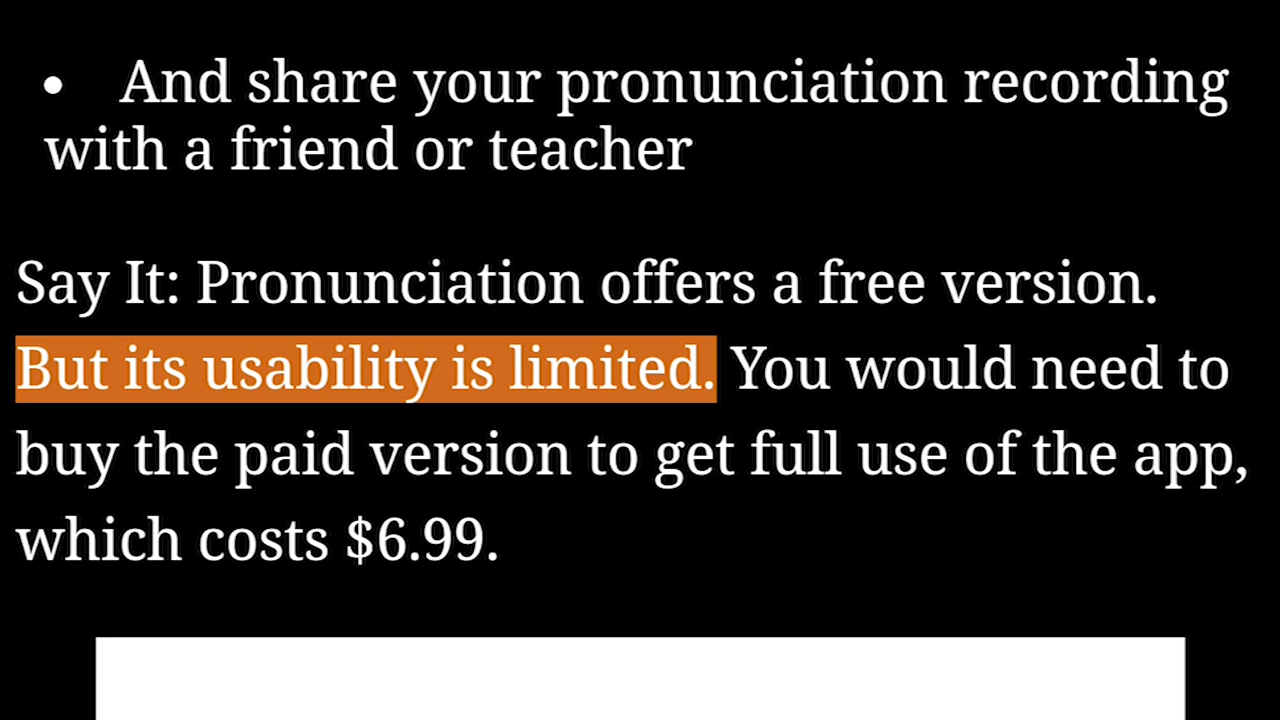 • And share your pronunciation recording
with a friend or teacher
Say It: Pronunciation offers a free version.
But its usability is limited. You would need to
buy the paid version to get full use of the app,
which costs $6.99.